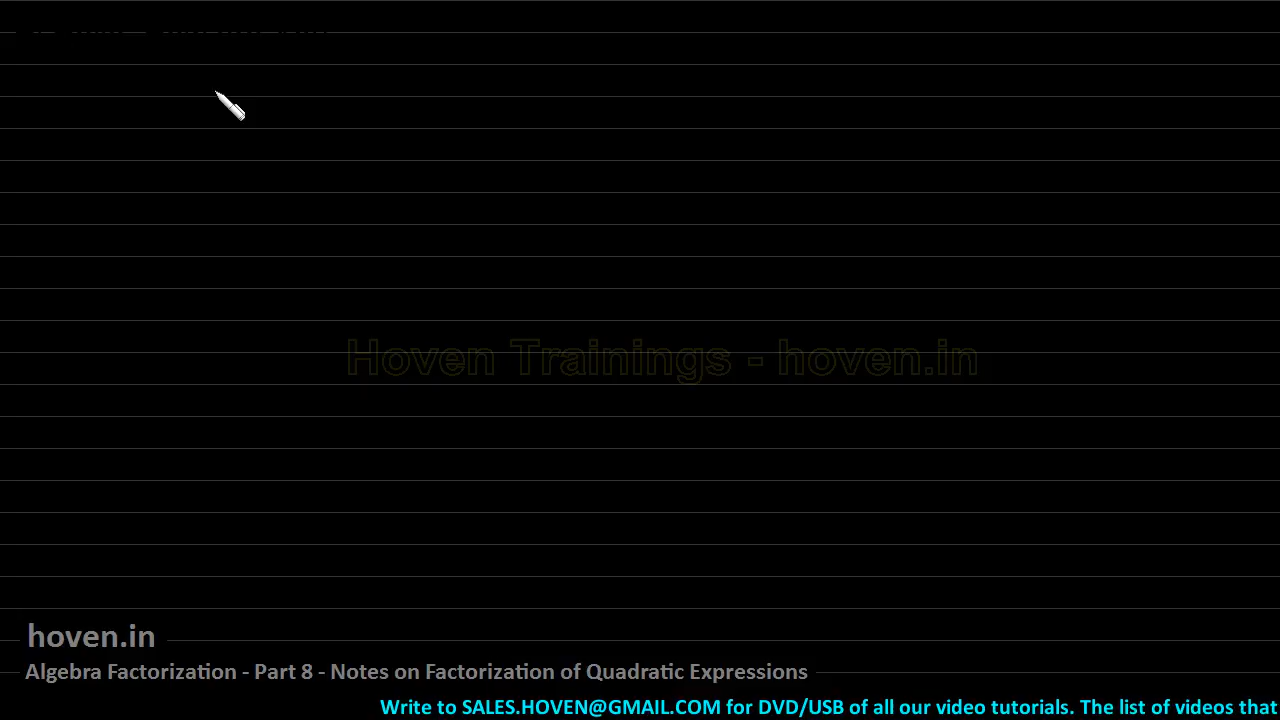 Hoven Trainings - hoven.in
hoven.in
Algebra Factorization - Part 8 - Notes on Factorization of Quadratic Expressions
Write to SALES.HOVEN@GMAIL.COM for DVD/USB of all our video tutorials. The list of videos that